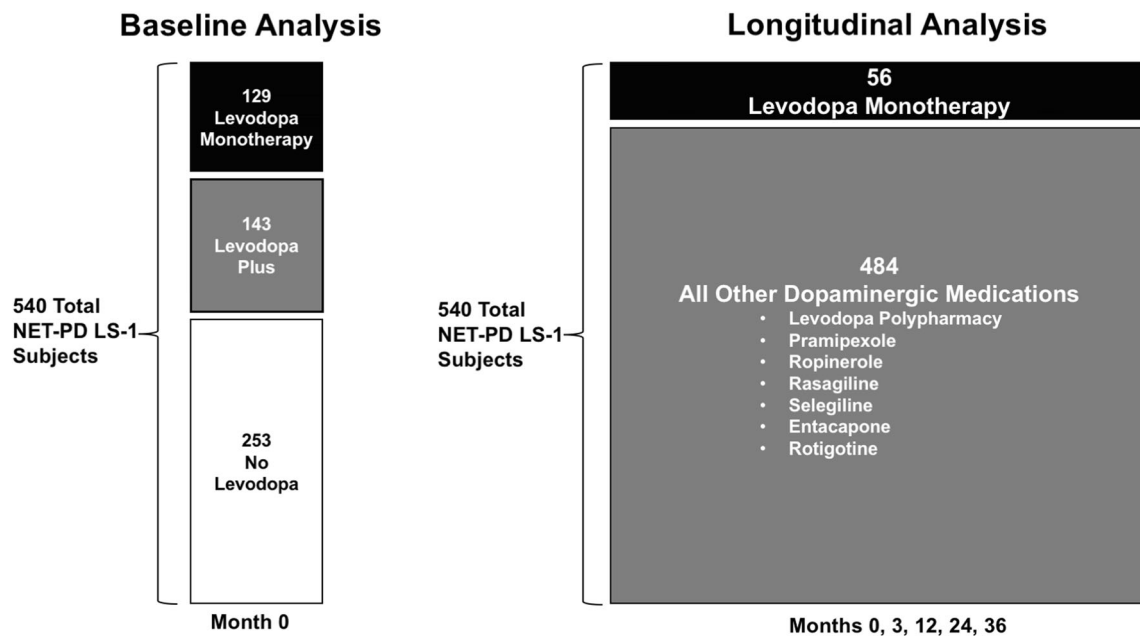 Baseline Analysis
540 Total
NET-PD LS-1
Subjects
129
Levodopa
Monotherapy
143
Levodopa
Plus
253
No
Levodopa
Month 0
Longitudinal Analysis
540 Total
NET-PD LS-1
Subjects
56
Levodopa Monotherapy
484
All Other Dopaminergic Medications
• Levodopa Polypharmacy
• Pramipexole
• Ropinerole
• Rasagiline
• Selegiline
• Entacapone
• Rotigotine
Months 0, 3, 12, 24, 36